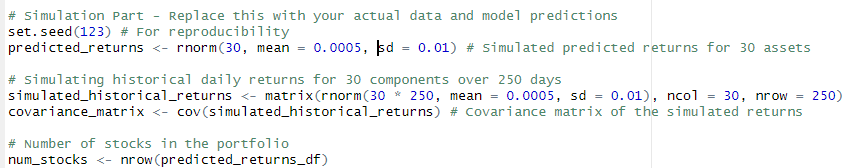 # Simulation Part - Replace this with your actual data and model predictions
set.seed(123) # For reproducibility
predicted_returns <- rnorm(30, mean = 0.0005, sd = 0.01) # Simulated predicted returns for 30 assets
# Simulating historical daily returns for 30 components over 250 days
simulated_historical_returns <- matrix(rnorm(30 * 250, mean = 0.0005, sd = 0.01), ncol = 30, nrow = 250)
covariance_matrix <- cov(simulated_historical_returns) # Covariance matrix of the simulated returns
# Number of stocks in the portfolio
num_stocks <- nrow(predicted_returns_df)